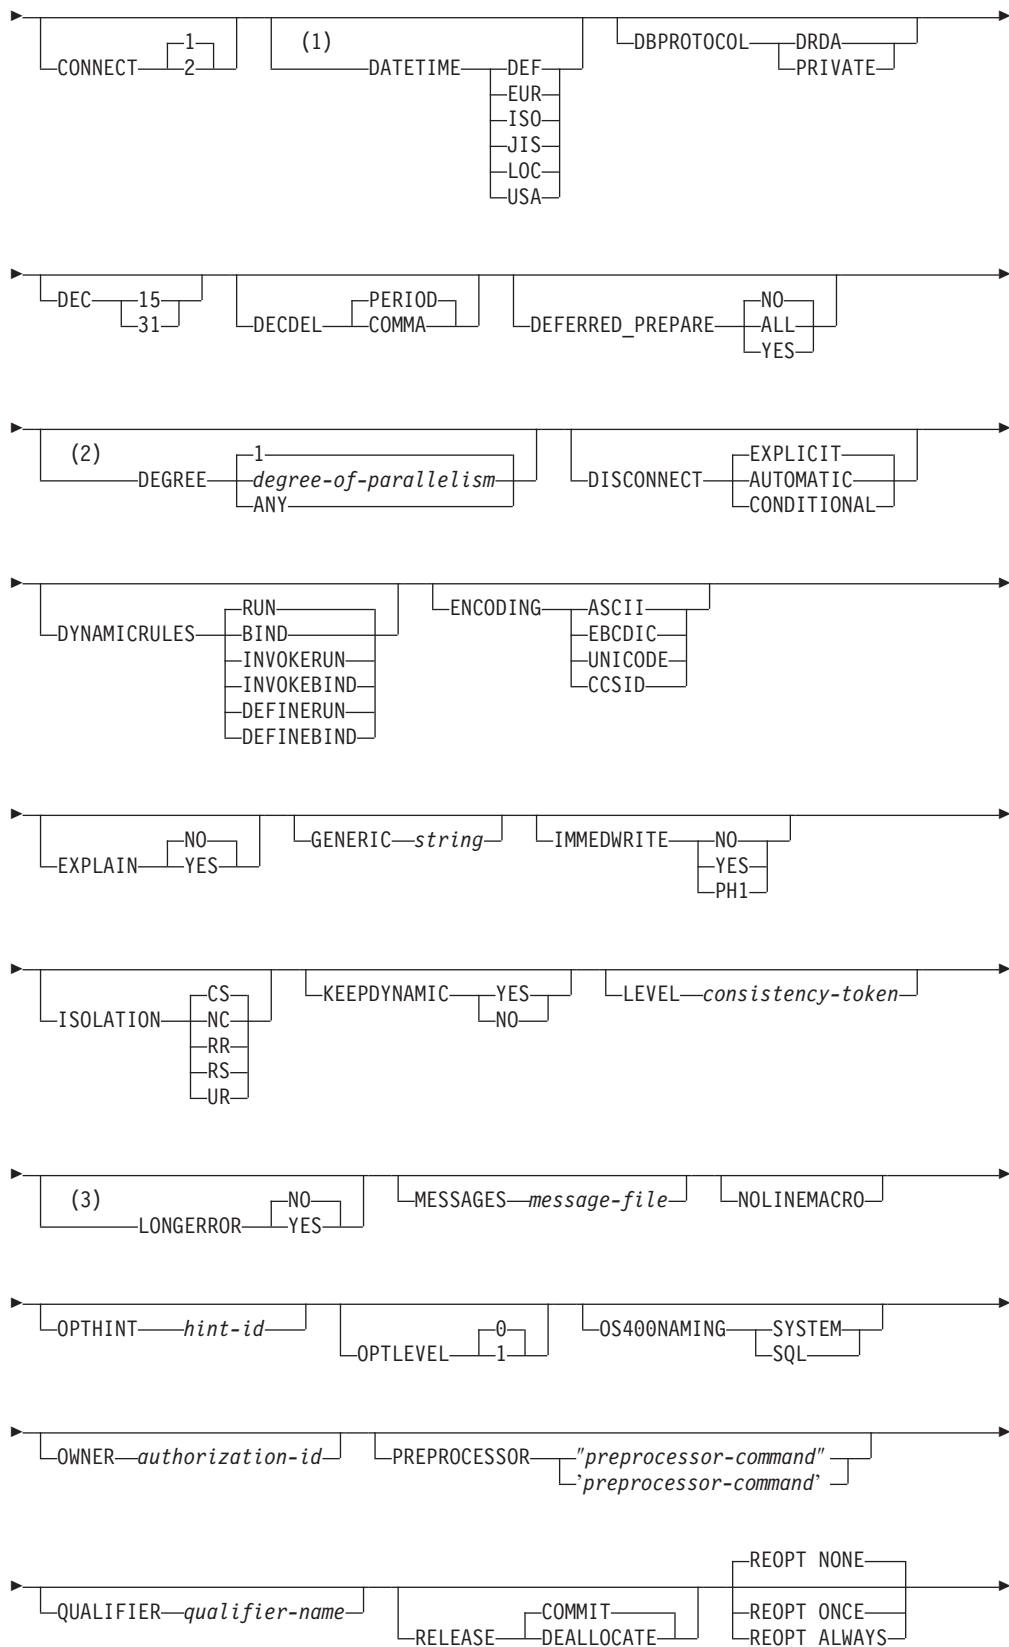 1
(1)
DBPROTOCOL DRDA
CONNECT 2
DATETIME DEF
PRIVATE
EUR
ISO
JIS
LOC
USA
DEC 15
PERIOD
NO
31
DECDEL COMMA
DEFERRED_PREPARE ALL
YES
(2)
1
EXPLICIT
DEGREE degree-of-parallelism
DISCONNECT AUTOMATIC
ANY
CONDITIONAL
RUN
ENCODING ASCII
DYNAMICRULES BIND
EBCDIC
INVOKERUN
UNICODE
INVOKEBIND
CCSID
DEFINERUN
DEFINEBIND
NO
GENERIC string
IMMEDWRITE NO
EXPLAIN YES
YES
PH1
CS
KEEPDYNAMIC YES
LEVEL consistency-token
ISOLATION NC
NO
RR
RS
UR
(3)
NO
MESSAGES message-file
NOLINEMACRO
LONGERROR YES
OPTHINT hint-id
0
OS400NAMING SYSTEM
OPTLEVEL 1
SQL
OWNER authorization-id
PREPROCESSOR "preprocessor-command"
'preprocessor-command'
REOPT NONE
QUALIFIER qualifier-name
COMMIT
REOPT ONCE
RELEASE DEALLOCATE
REOPT ALWAYS